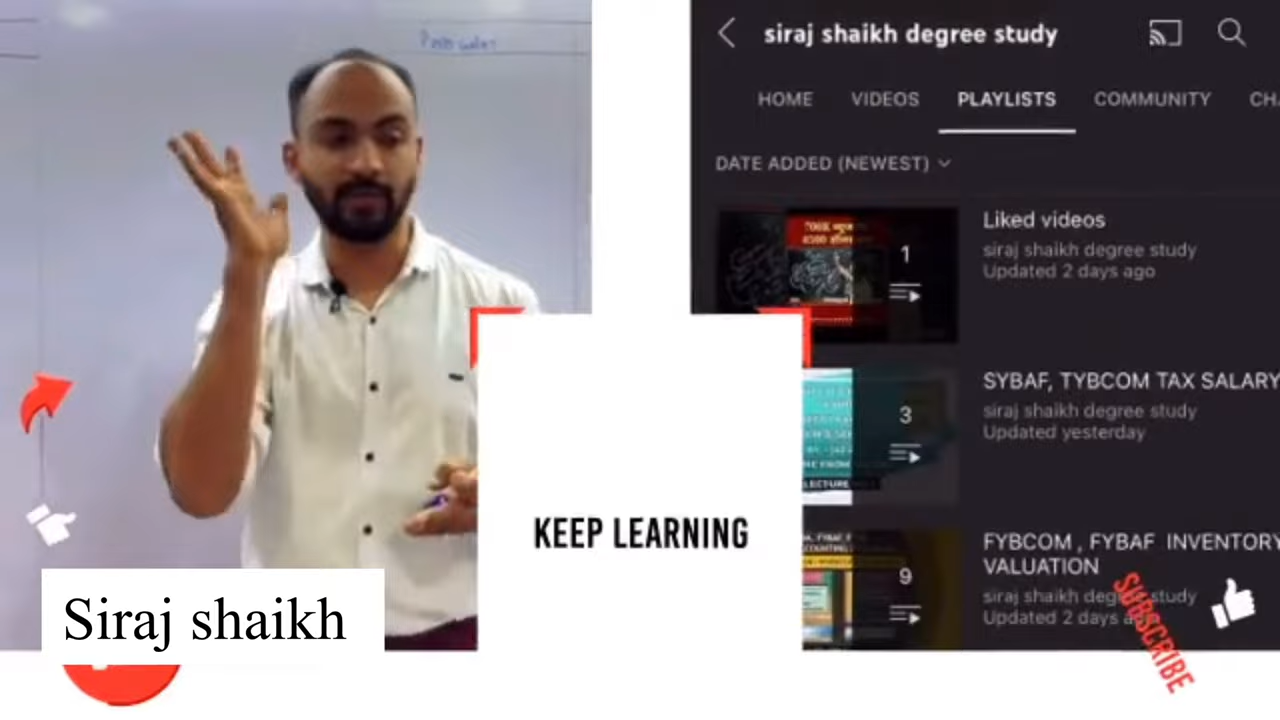 siraj shaikh degree study
HOME VIDEOS PLAYLISTS COMMUNITY CH
DATE ADDED (NEWEST)
1
Liked videos
siraj shaikh degree study
Updated 2 days ago
3
SYBAF, TYBCOM TAX SALARY
siraj shaikh degree study
Updated yesterday
LECTURE
9
FYBCOM , FYBAF INVENTORY
VALUATION
siraj shaikh degree study
Updated 2 days ago
KEEP LEARNING
Siraj shaikh
SUBSCRIBE